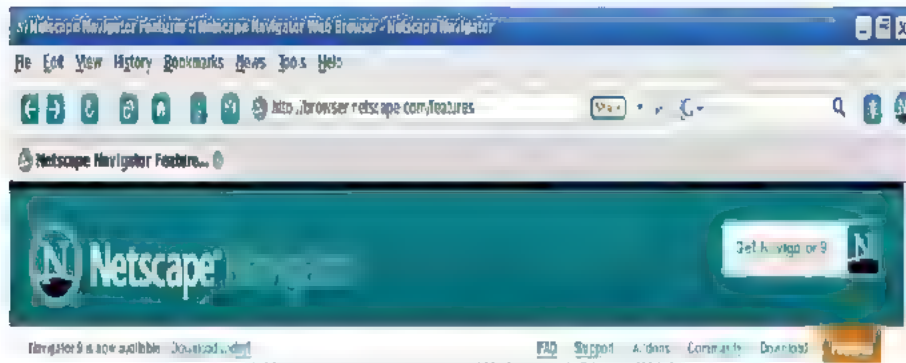 Netscape Navigator Features :: Netscape Navigator Web Browser - Netscape Navigator
File Edit View History Bookmarks News Tools Help
http://browser.netscape.com/features
Netscape Navigator Feature...
Netscape
Get Navigator 9
Navigator 9 is now available Download today!
FAQ Support Addons Community Download